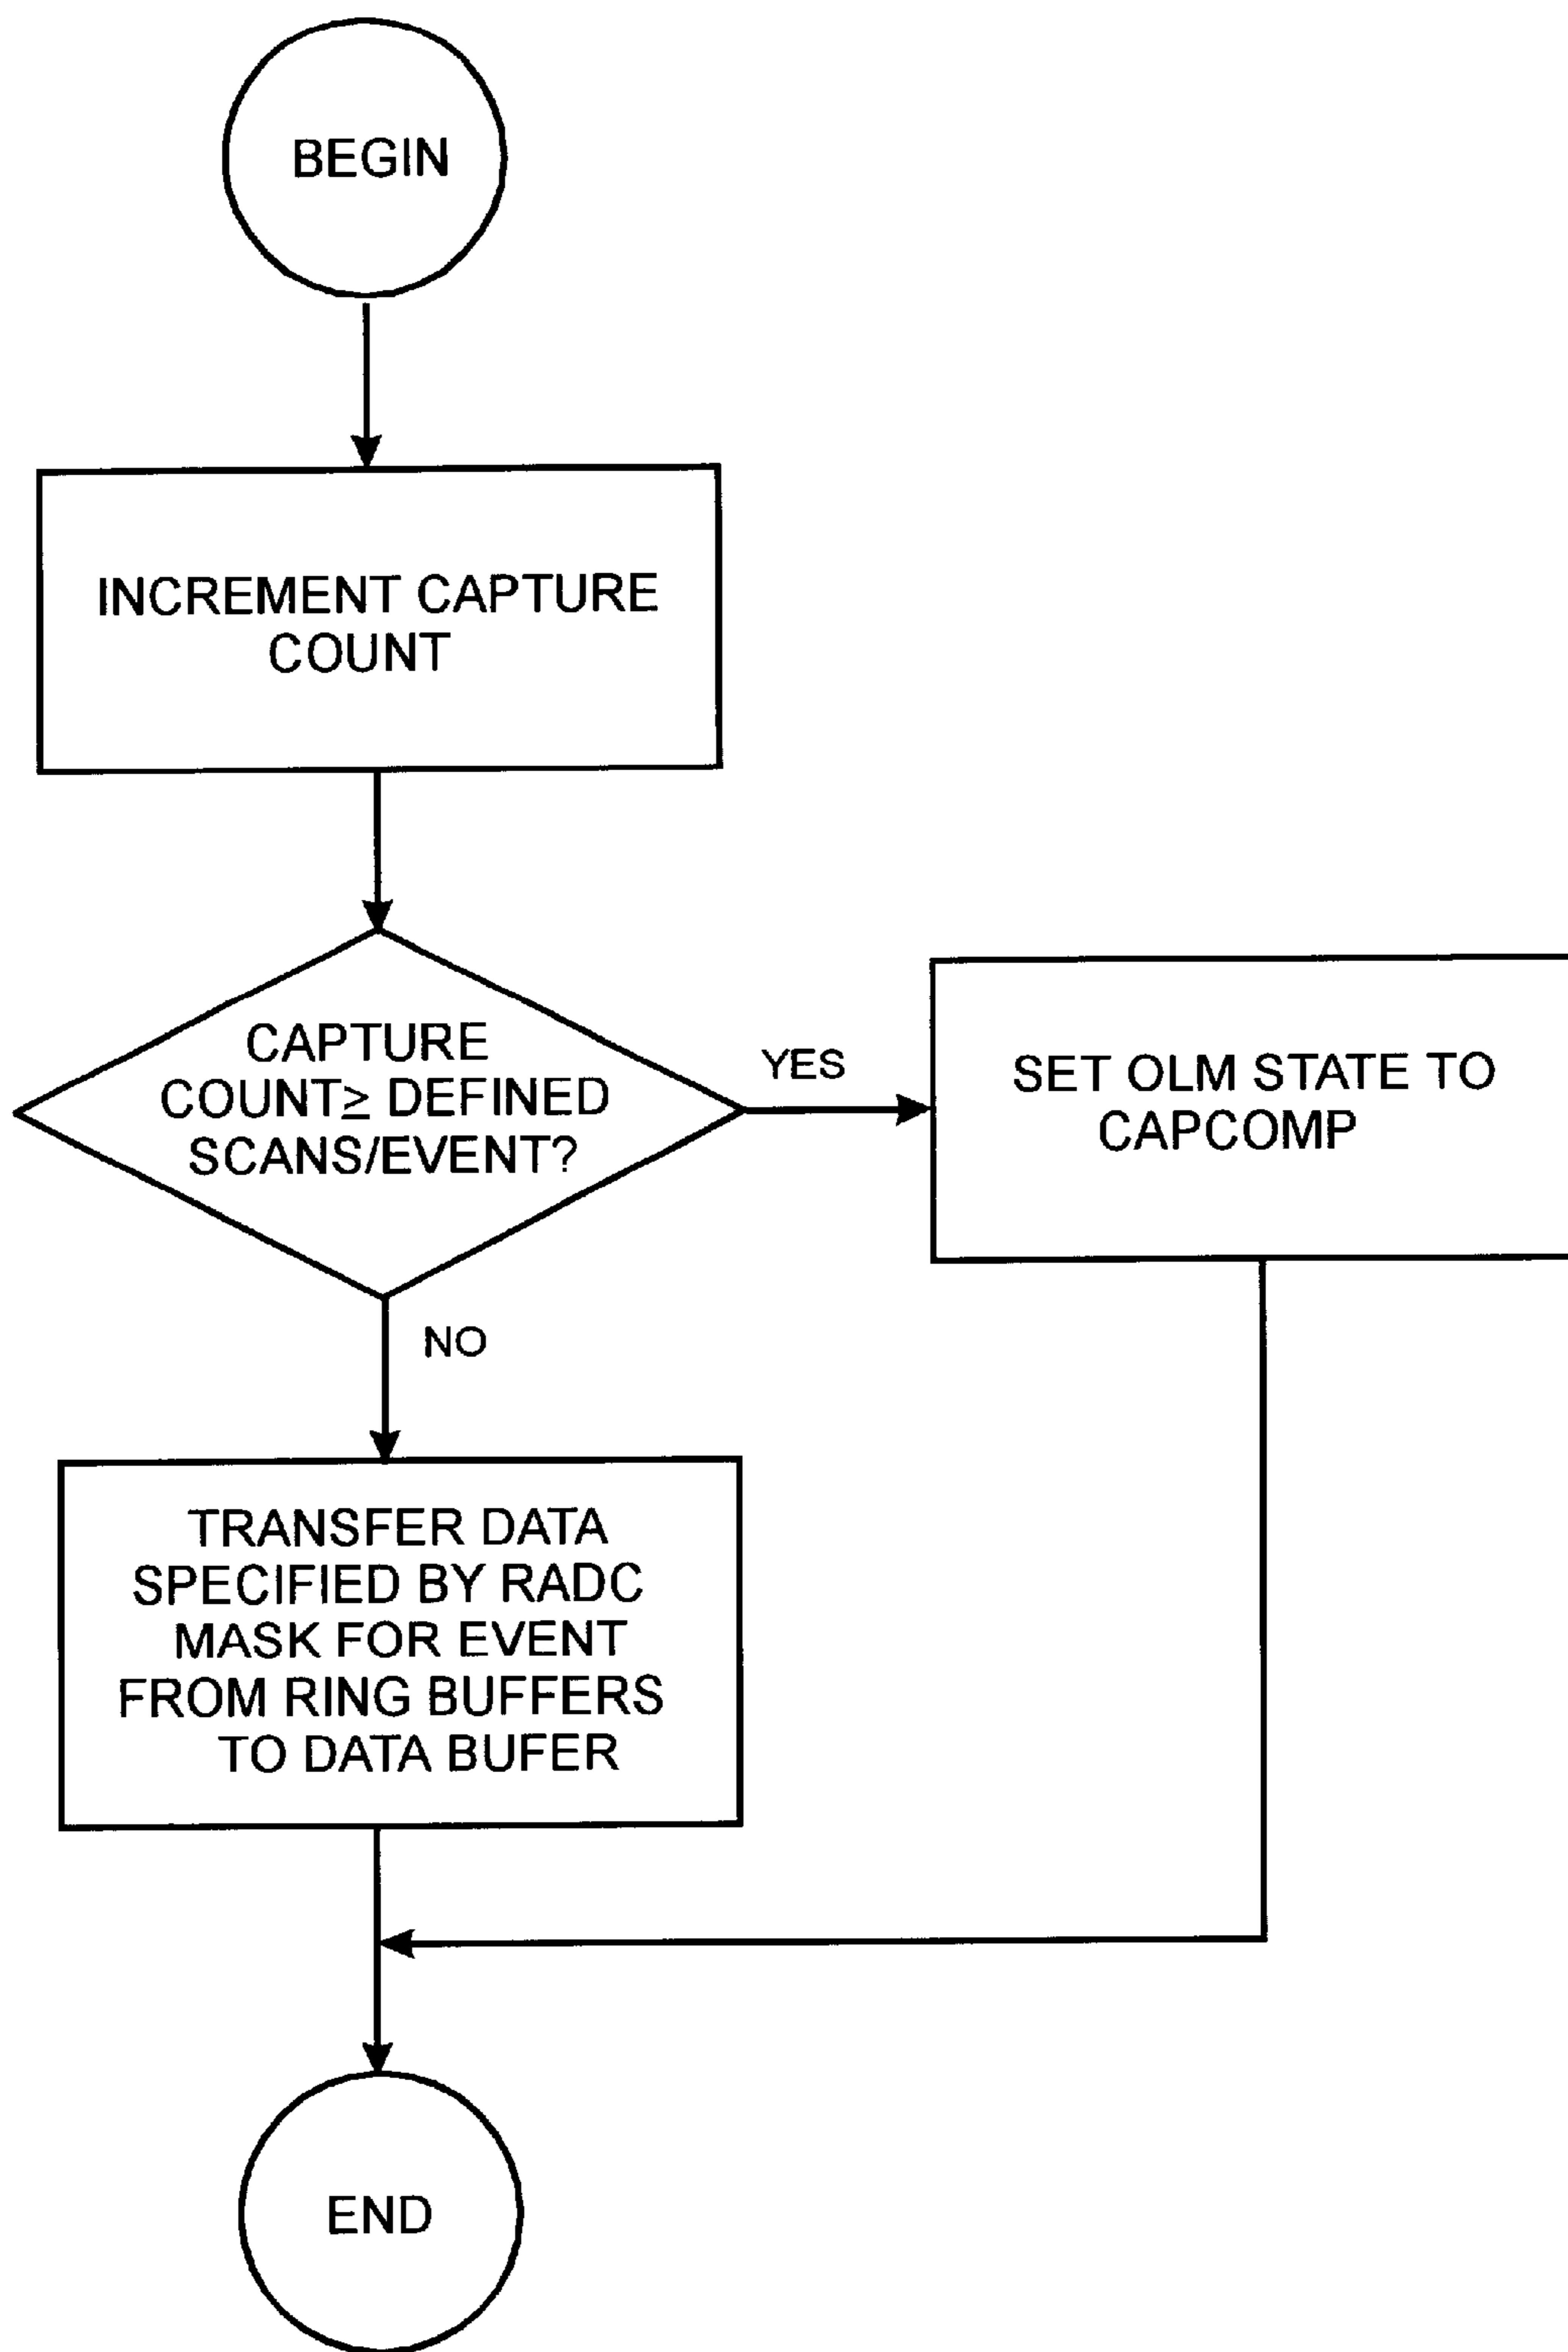 BEGIN
INCREMENT CAPTURE
COUNT
CAPTURE
COUNT≥ DEFINED
SCANS/EVENT?
YES
SET OLM STATE TO
CAPCOMP
NO
TRANSFER DATA
SPECIFIED BY RADC
MASK FOR EVENT
FROM RING BUFFERS
TO DATA BUFER
END